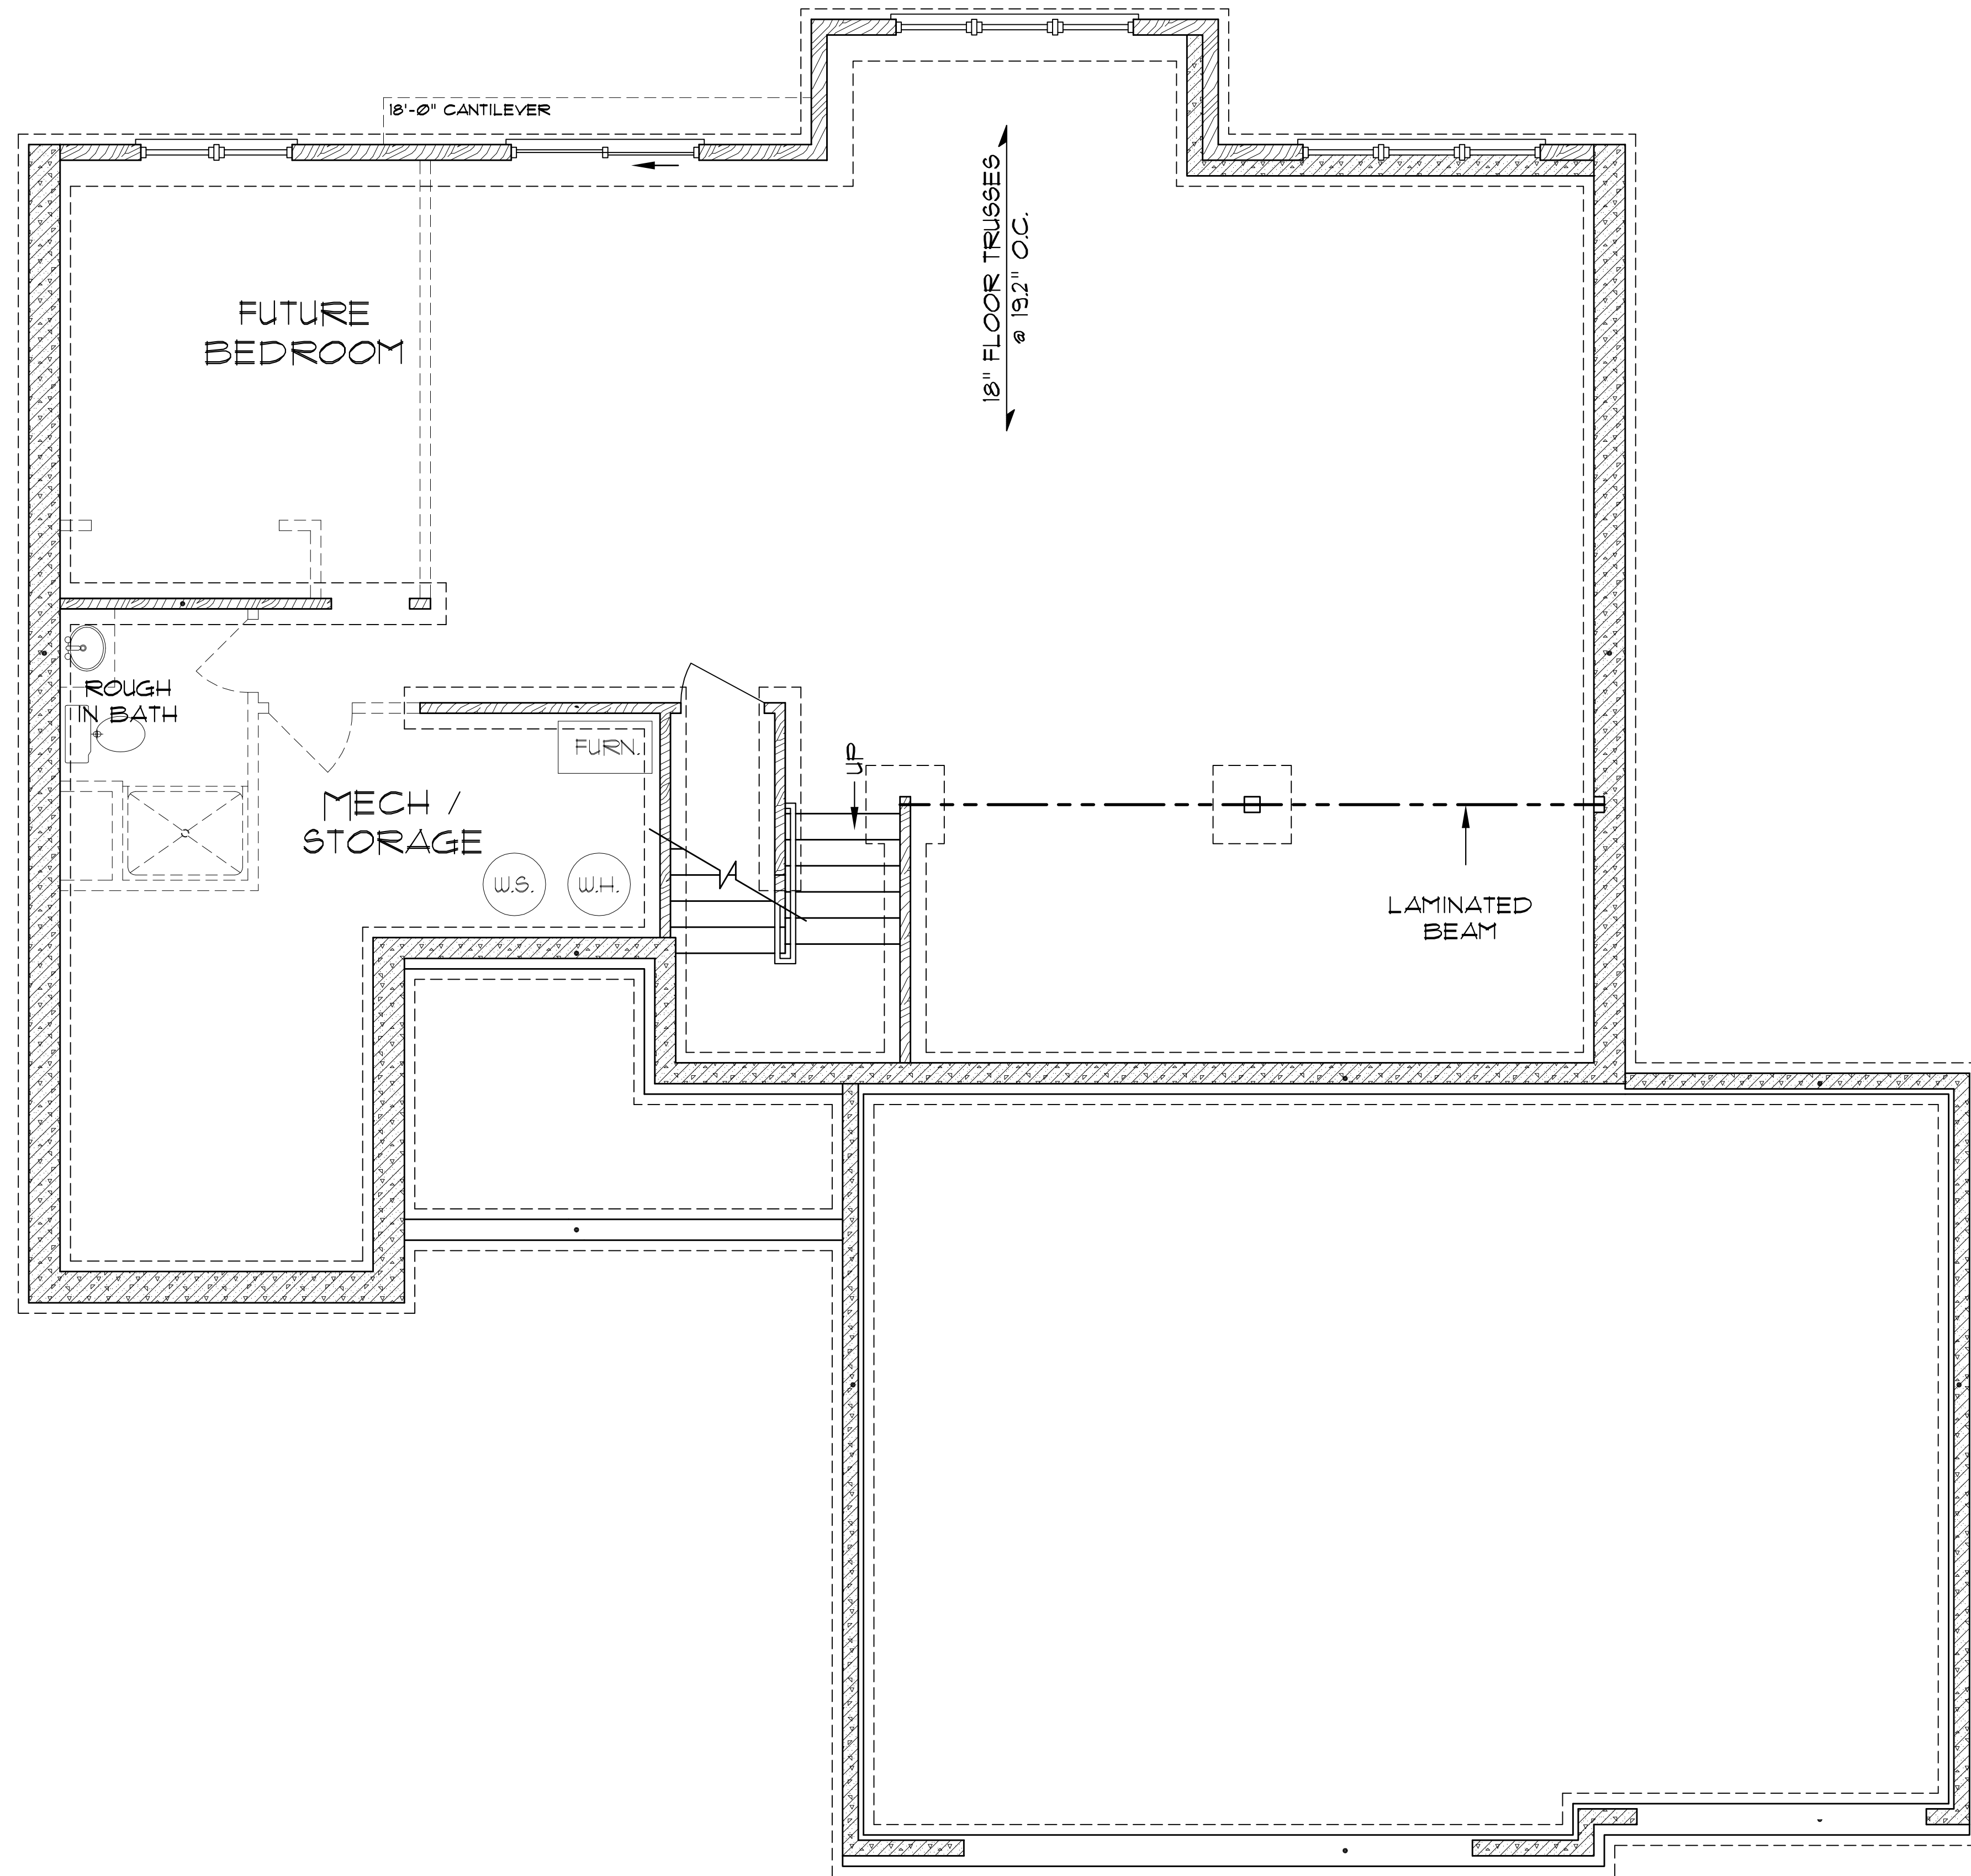 18'-0" CANTILEVER
18" FLOOR TRUSSES
@ 19.2" O.C.
FUTURE
BEDROOM
ROUGH
IN BATH
FURN.
UP
MECH /
STORAGE
W.S.
W.H.
LAMINATED
BEAM